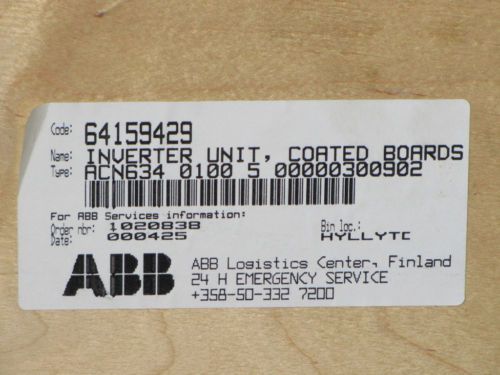 Code: 64159429
Name: INVERTER UNIT, COATED BOARDS
Type: ACN634 0100 5 00000300902
For ABB Services information:
Order nbr: 1020838 Bin loc.:
Date: 000425 HYLLYTC
ABB ABB Logistics Center, Finland
24 H EMERGENCY SERVICE
+358-50-332 7200